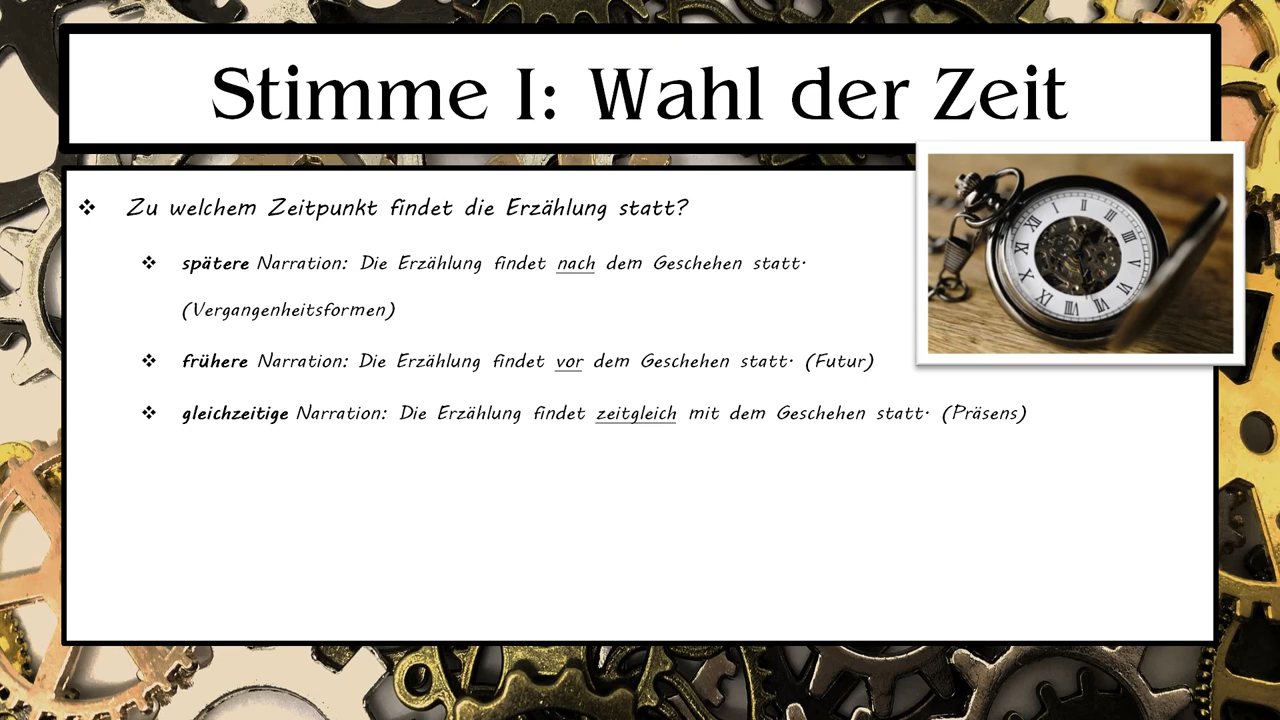 Stimme I: Wahl der Zeit
❖ Zu welchem Zeitpunkt findet die Erzählung statt?
❖ spätere Narration: Die Erzählung findet nach dem Geschehen statt.
(Vergangenheitsformen)
❖ frühere Narration: Die Erzählung findet vor dem Geschehen statt. (Futur)
❖ gleichzeitige Narration: Die Erzählung findet zeitgleich mit dem Geschehen statt. (Präsens)